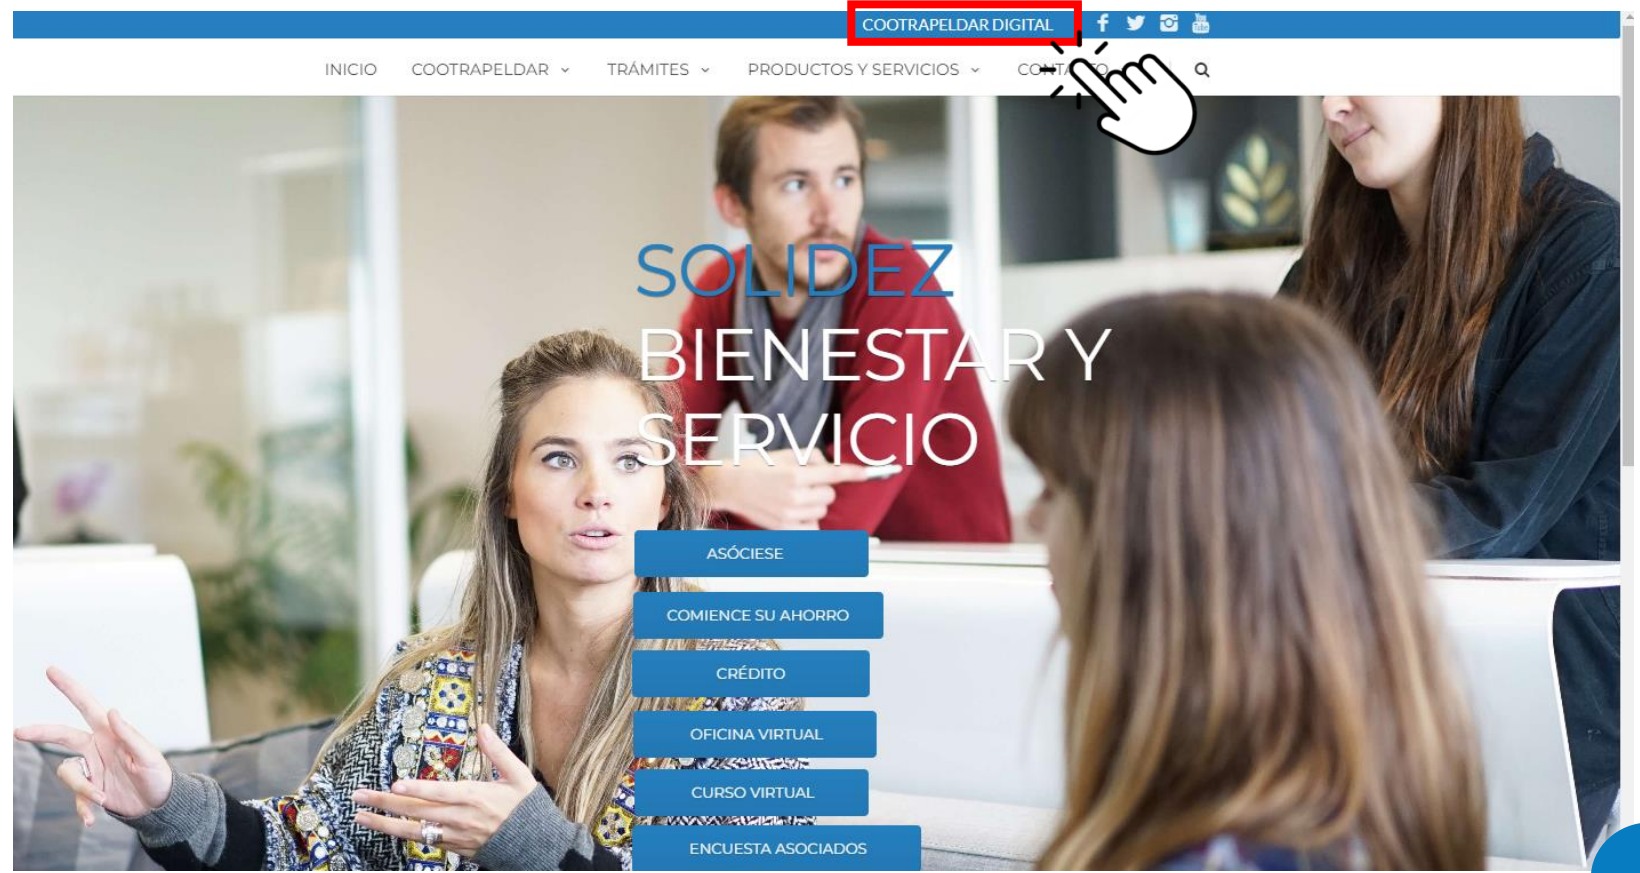 COOTRAPELDAR DIGITAL
INICIO COOTRAPELDAR TRÁMITES PRODUCTOS Y SERVICIOS
SOLIDEZ
BIENESTAR Y
SERVICIO
ASÓCIESE
COMIENCE SU AHORRO
CRÉDITO
OFICINA VIRTUAL
CURSO VIRTUAL
ENCUESTA ASOCIADOS